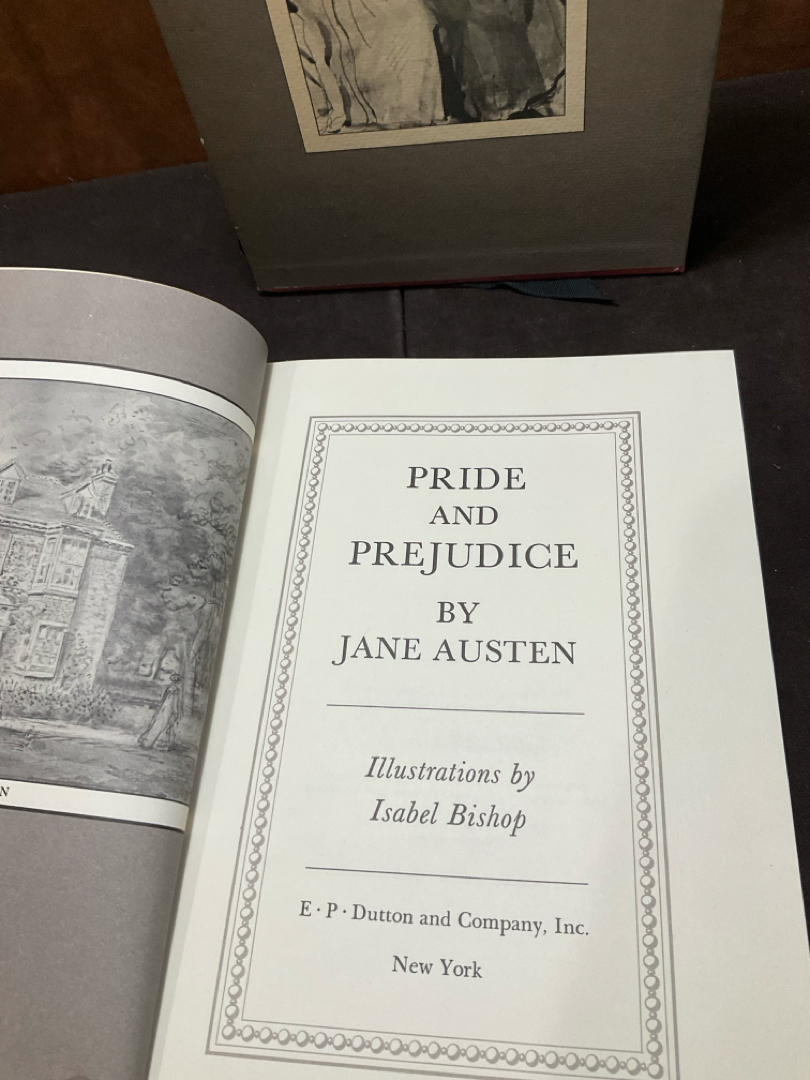 PRIDE
AND
PREJUDICE
BY
JANE AUSTEN
Illustrations by
Isabel Bishop
E · P · Dutton and Company, Inc.
New York